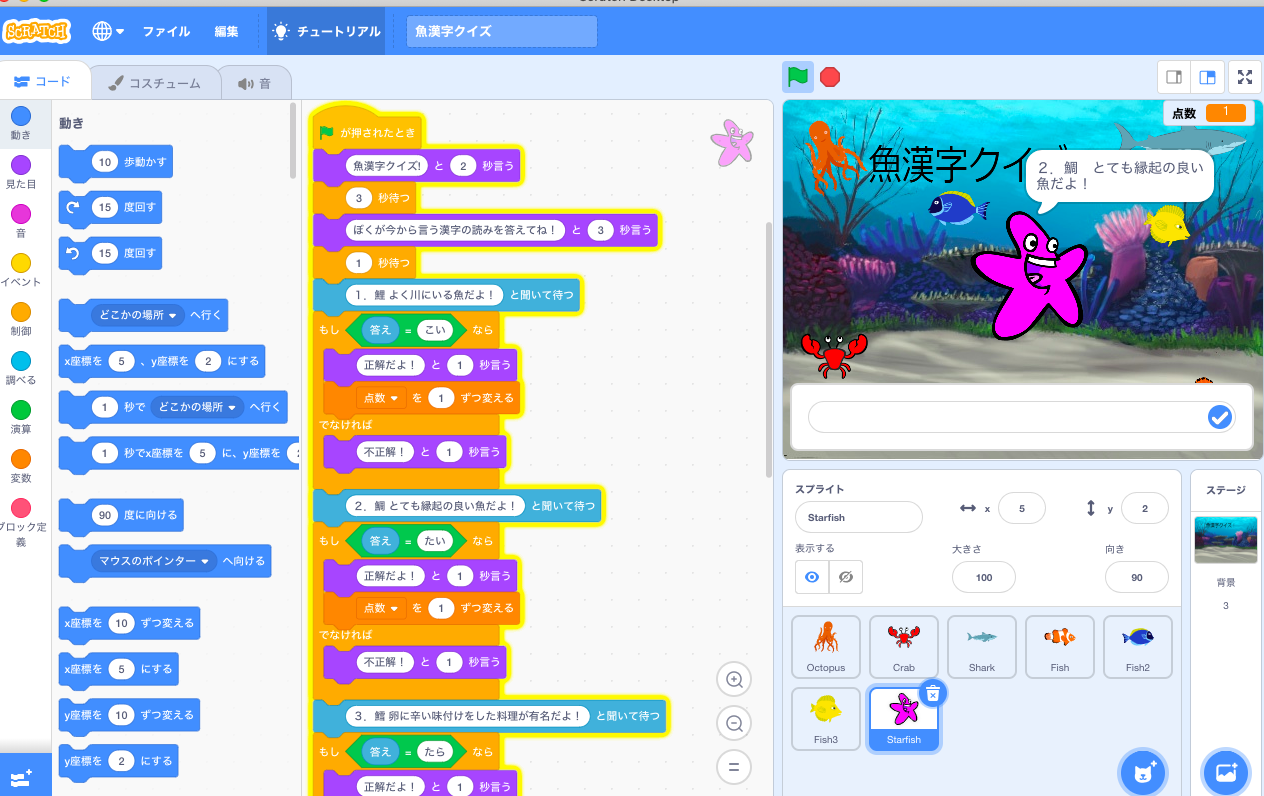 SCRATCH
ファイル
編集
チュートリアル
魚漢字クイズ
コード
コスチューム
音
動き
見た目
音
イベント
制御
調べる
演算
変数
ブロック定義
動き
10 歩動かす
15 度回す
15 度回す
どこかの場所 へ行く
x座標を 5 、y座標を 2 にする
1 秒で どこかの場所 へ行く
1 秒でx座標を 5 に、y座標を
90 度に向ける
マウスのポインター へ向ける
x座標を 10 ずつ変える
x座標を 5 にする
y座標を 10 ずつ変える
y座標を 2 にする
が押されたとき
魚漢字クイズ! と 2 秒言う
3 秒待つ
ぼくが今から言う漢字の読みを答えてね! と 3 秒言う
1 秒待つ
1．鯉 よく川にいる魚だよ！ と聞いて待つ
もし 答え = こい なら
正解だよ！ と 1 秒言う
点数 を 1 ずつ変える
でなければ
不正解！ と 1 秒言う
2．鯛 とても縁起の良い魚だよ！ と聞いて待つ
もし 答え = たい なら
正解だよ！ と 1 秒言う
点数 を 1 ずつ変える
でなければ
不正解！ と 1 秒言う
3．鱈 卵に辛い味付けをした料理が有名だよ！ と聞いて待つ
もし 答え = たら なら
正解だよ！ と 1 秒言う
点数 1
魚漢字クイズ
2．鯛　とても縁起の良い
魚だよ！
スプライト
Starfish
x 5
y 2
表示する
大きさ
100
向き
90
Octopus
Crab
Shark
Fish
Fish2
Fish3
Starfish
ステージ
魚漢字クイズ
背景
3